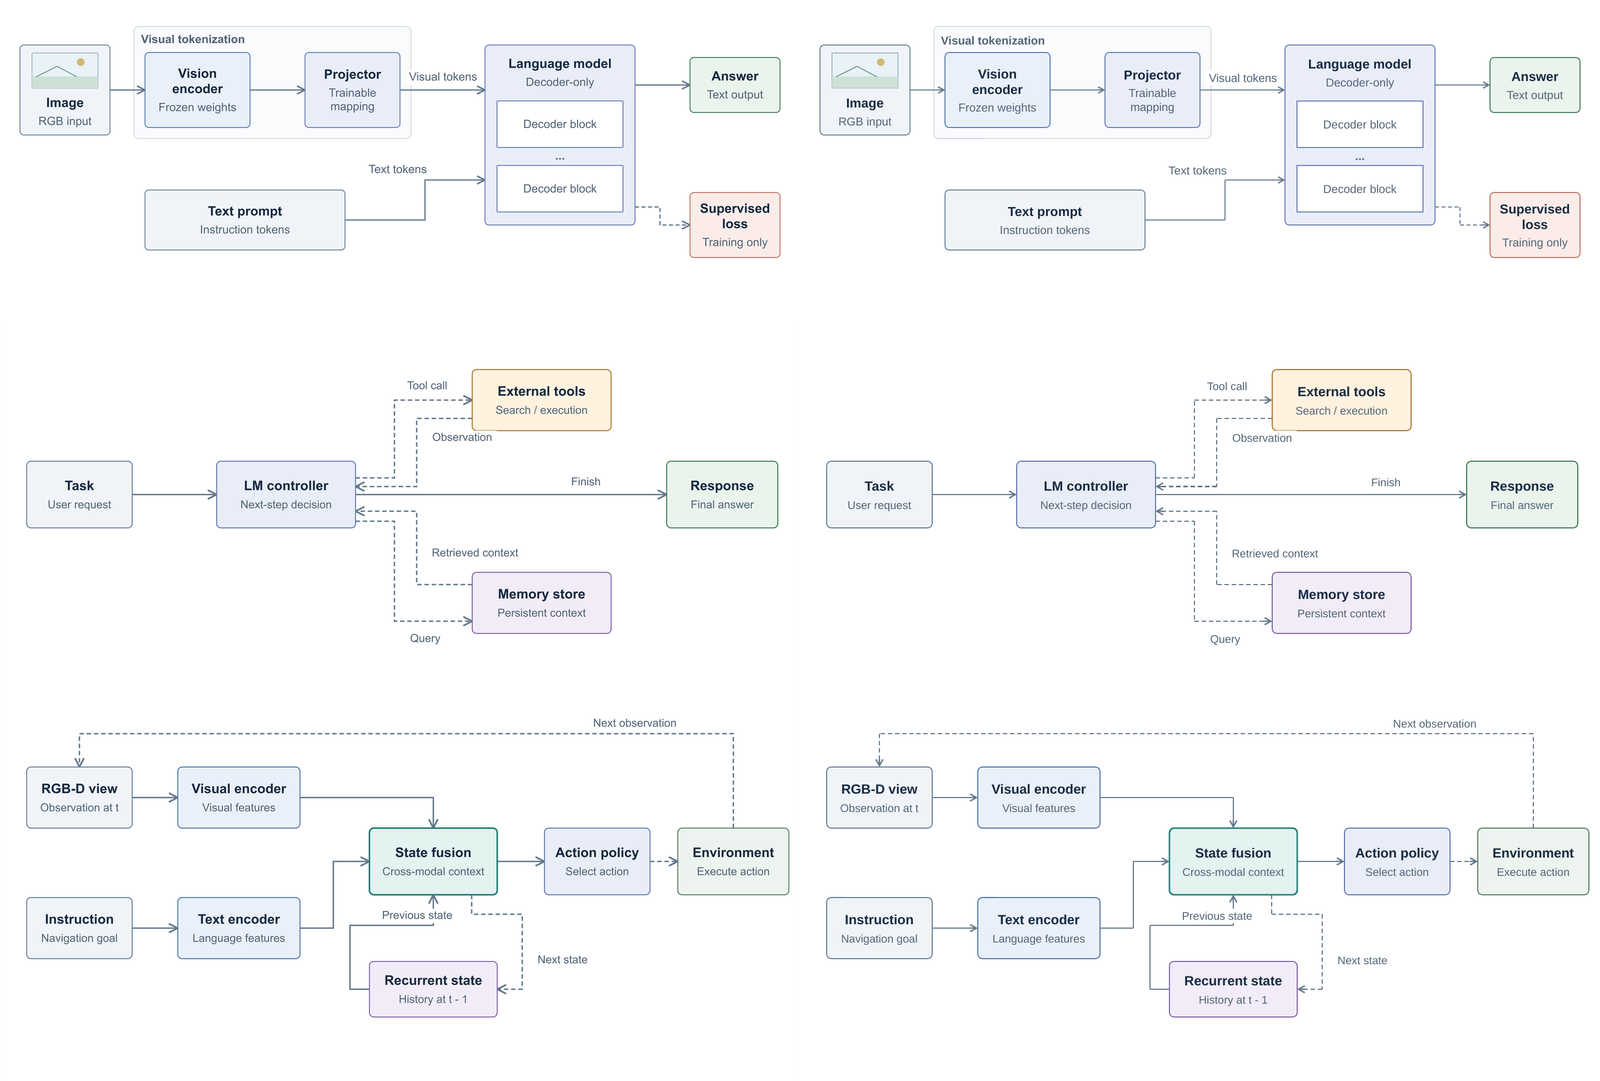 Visual tokenization
Image
RGB input
Vision
encoder
Frozen weights
Projector
Trainable
mapping
Visual tokens
Language model
Decoder-only
Decoder block
...
Decoder block
Answer
Text output
Text tokens
Text prompt
Instruction tokens
Supervised
loss
Training only
Visual tokenization
Image
RGB input
Vision
encoder
Frozen weights
Projector
Trainable
mapping
Visual tokens
Language model
Decoder-only
Decoder block
...
Decoder block
Answer
Text output
Text tokens
Text prompt
Instruction tokens
Supervised
loss
Training only
Tool call
External tools
Search / execution
Observation
Task
User request
LM controller
Next-step decision
Finish
Response
Final answer
Retrieved context
Memory store
Persistent context
Query
Tool call
External tools
Search / execution
Observation
Task
User request
LM controller
Next-step decision
Finish
Response
Final answer
Retrieved context
Memory store
Persistent context
Query
Next observation
RGB-D view
Observation at t
Visual encoder
Visual features
State fusion
Cross-modal context
Action policy
Select action
Environment
Execute action
Instruction
Navigation goal
Text encoder
Language features
Previous state
Next state
Recurrent state
History at t - 1
Next observation
RGB-D view
Observation at t
Visual encoder
Visual features
State fusion
Cross-modal context
Action policy
Select action
Environment
Execute action
Instruction
Navigation goal
Text encoder
Language features
Previous state
Next state
Recurrent state
History at t - 1